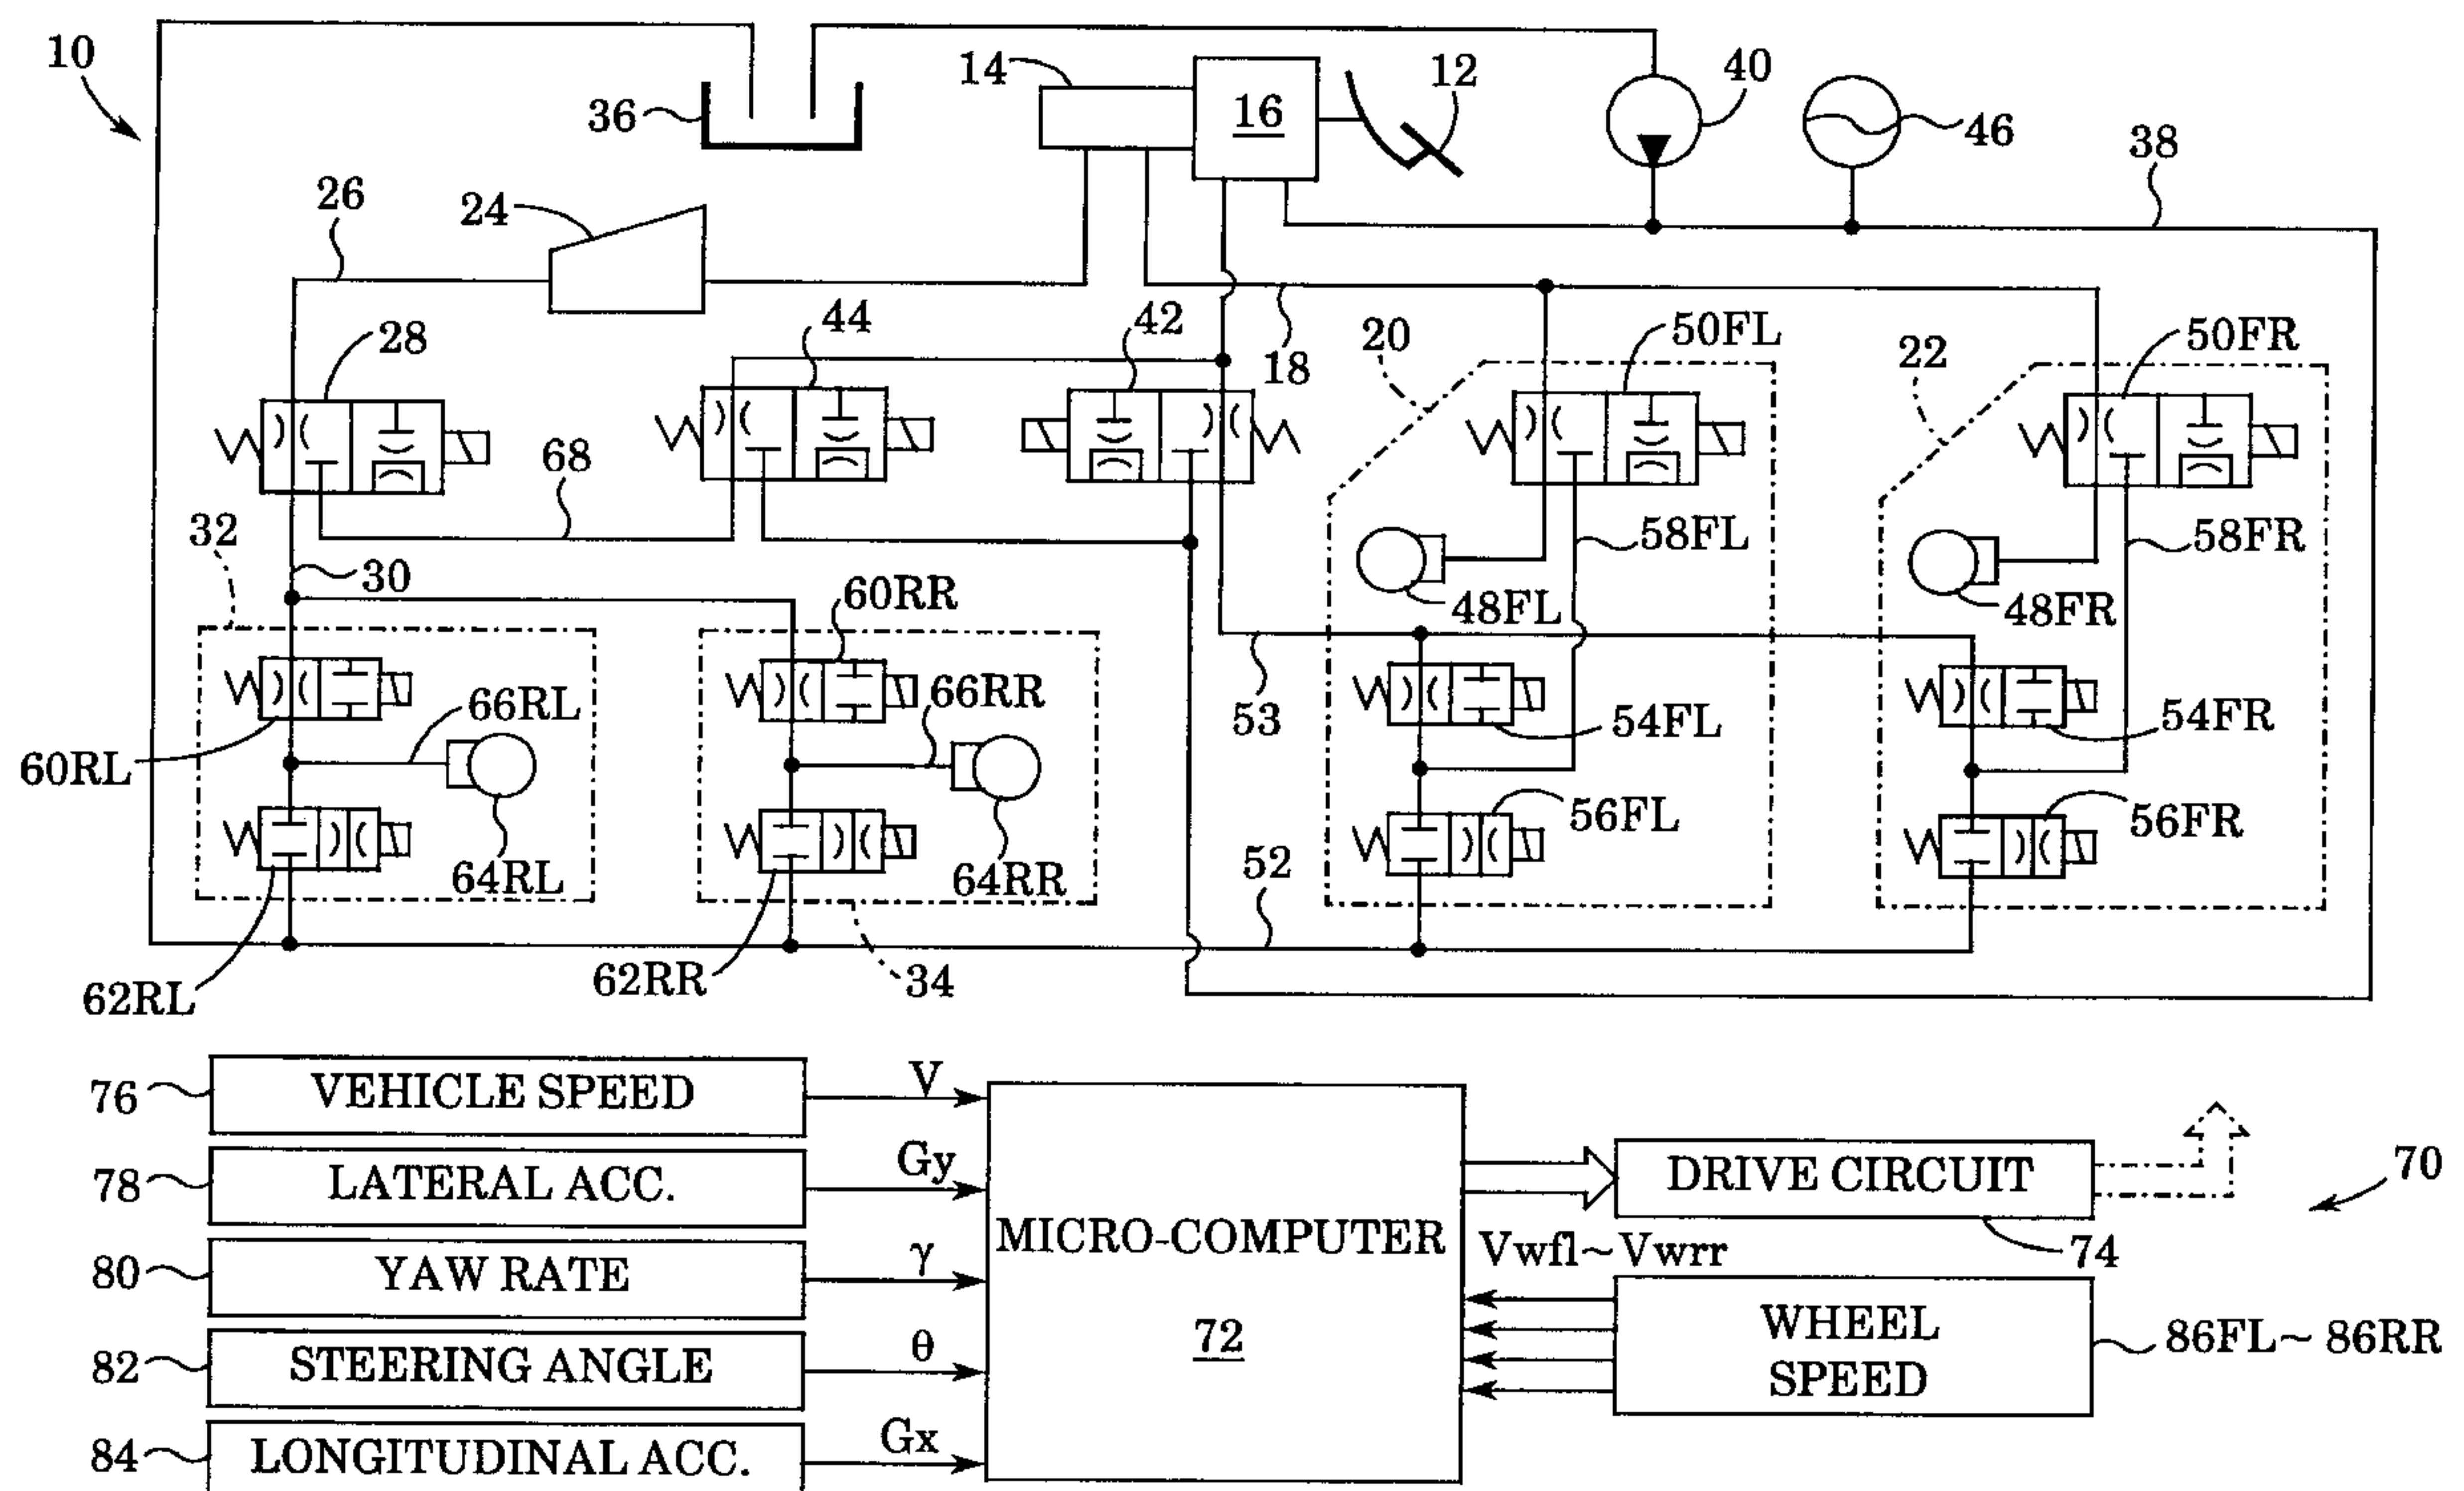 10
36
14
16
12
40
46
38
26
24
28
44
42
18
20
50FL
22
50FR
68
32
30
58FL
58FR
48FL
48FR
60RR
66RL
66RR
53
54FL
54FR
60RL
56FL
56FR
64RL
64RR
52
62RL
62RR
34
76
VEHICLE SPEED
V
78
LATERAL ACC.
Gy
80
YAW RATE
γ
82
STEERING ANGLE
θ
84
LONGITUDINAL ACC.
Gx
MICRO-COMPUTER
72
DRIVE CIRCUIT
74
70
Vwfl~Vwrr
WHEEL
SPEED
86FL~ 86RR